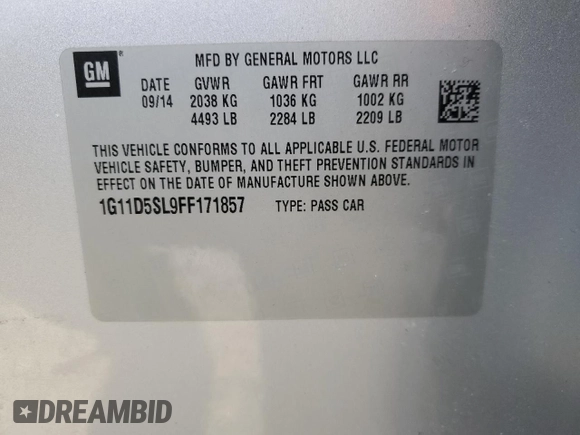 GM ®
MFD BY GENERAL MOTORS LLC
DATE GVWR GAWR FRT GAWR RR
09/14 2038 KG 1036 KG 1002 KG
4493 LB 2284 LB 2209 LB
THIS VEHICLE CONFORMS TO ALL APPLICABLE U.S. FEDERAL MOTOR
VEHICLE SAFETY, BUMPER, AND THEFT PREVENTION STANDARDS IN
EFFECT ON THE DATE OF MANUFACTURE SHOWN ABOVE.
1G11D5SL9FF171857 TYPE: PASS CAR
DREAMBID